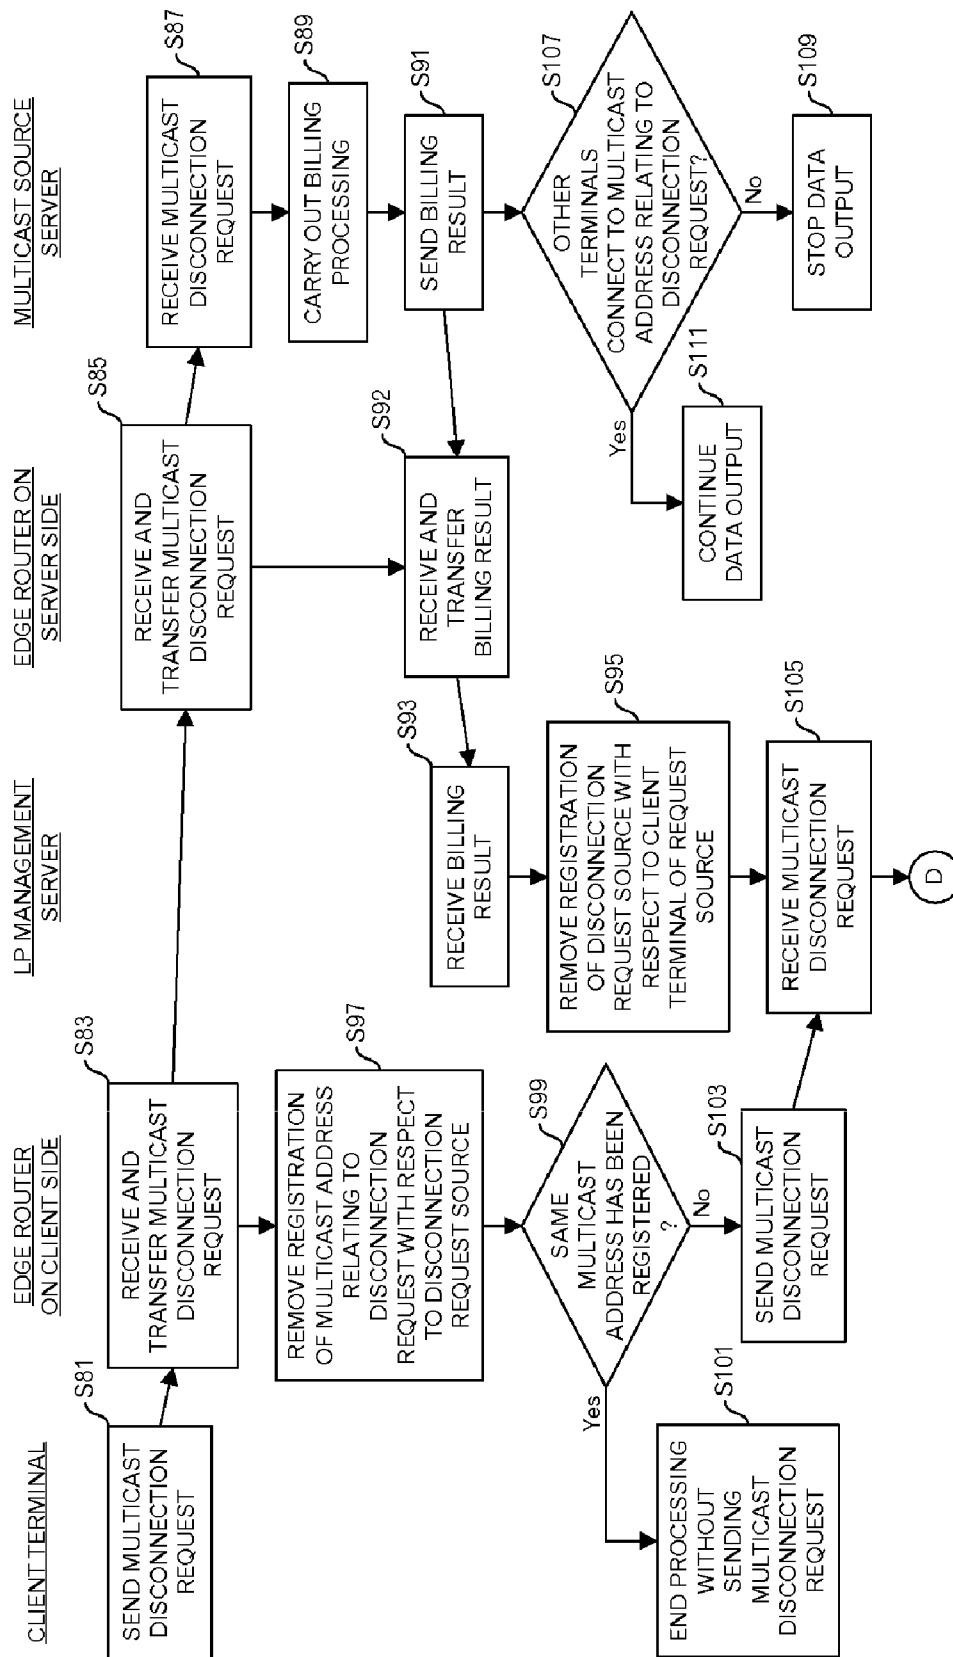 CLIENT TERMINAL
EDGE ROUTER
ON CLIENT SIDE
LP MANAGEMENT
SERVER
EDGE ROUTER ON
SERVER SIDE
MULTICAST SOURCE
SERVER
S81
SEND MULTICAST
DISCONNECTION
REQUEST
S83
RECEIVE AND
TRANSFER MULTICAST
DISCONNECTION
REQUEST
S85
RECEIVE AND
TRANSFER MULTICAST
DISCONNECTION
REQUEST
S87
RECEIVE MULTICAST
DISCONNECTION
REQUEST
S89
CARRY OUT BILLING
PROCESSING
S91
SEND BILLING
RESULT
S92
RECEIVE AND
TRANSFER
BILLING RESULT
S93
RECEIVE BILLING
RESULT
S95
REMOVE REGISTRATION
OF DISCONNECTION
REQUEST SOURCE WITH
RESPECT TO CLIENT
TERMINAL OF REQUEST
SOURCE
S97
REMOVE REGISTRATION
OF MULTICAST ADDRESS
RELATING TO
DISCONNECTION
REQUEST WITH RESPECT
TO DISCONNECTION
REQUEST SOURCE
S99
SAME
MULTICAST
ADDRESS HAS BEEN
REGISTERED
?
Yes
No
S101
END PROCESSING
WITHOUT
SENDING
MULTICAST
DISCONNECTION
REQUEST
S103
SEND MULTICAST
DISCONNECTION
REQUEST
S105
RECEIVE MULTICAST
DISCONNECTION
REQUEST
D
S107
OTHER
TERMINALS
CONNECT TO MULTICAST
ADDRESS RELATING TO
DISCONNECTION
REQUEST?
Yes
No
S111
CONTINUE
DATA OUTPUT
S109
STOP DATA
OUTPUT